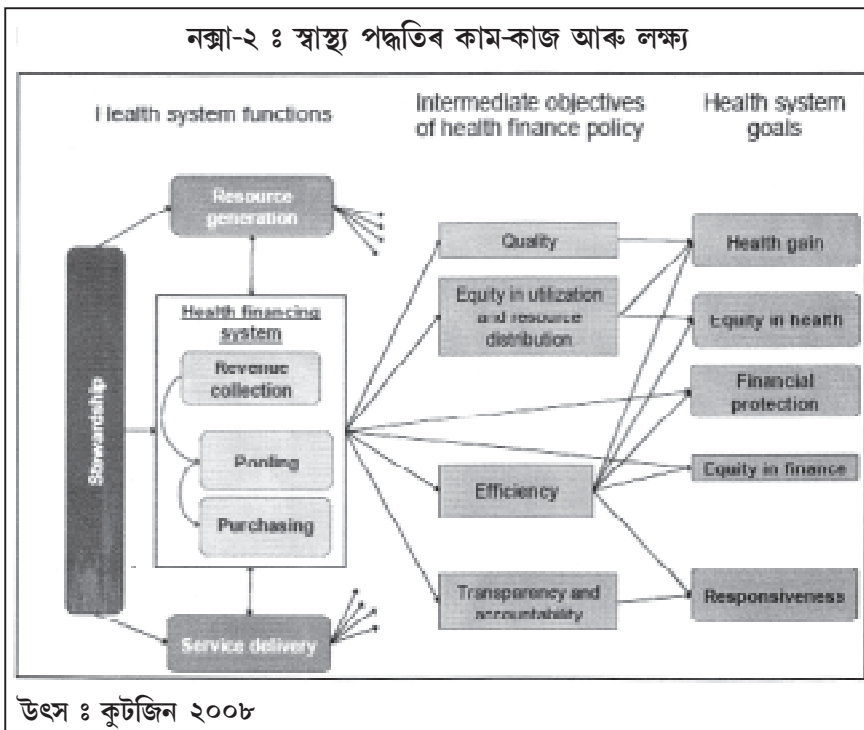 নক্সা-২ ঃ স্বাস্থ্য পদ্ধতিৰ কাম-কাজ আৰু লক্ষ্য
Health system functions
Intermediate objectives
of health finance policy
Health system
goals
Resource
generation
Stewardship
Health financing
system
Revenue
collection
Pooling
Purchasing
Service delivery
Quality
Equity in utilization
and resource
distribution
Efficiency
Transparency and
accountability
Health gain
Equity in health
Financial
protection
Equity in finance
Responsiveness
উৎস ঃ কুটজিন ২০০৮